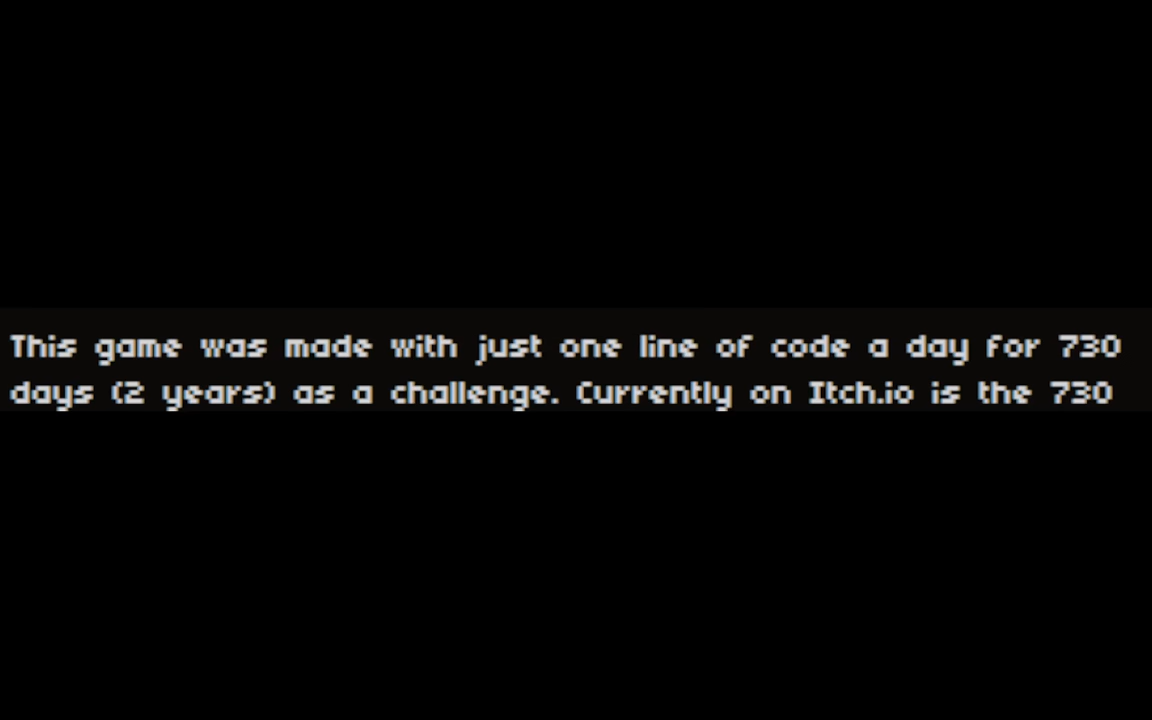 This game was made with just one line of code a day for 730
days (2 years) as a challenge. Currently on Itch.io is the 730